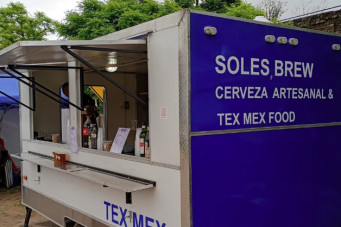 SOLES BREW
CERVEZA ARTESANAL &
TEX MEX FOOD
TEX MEX